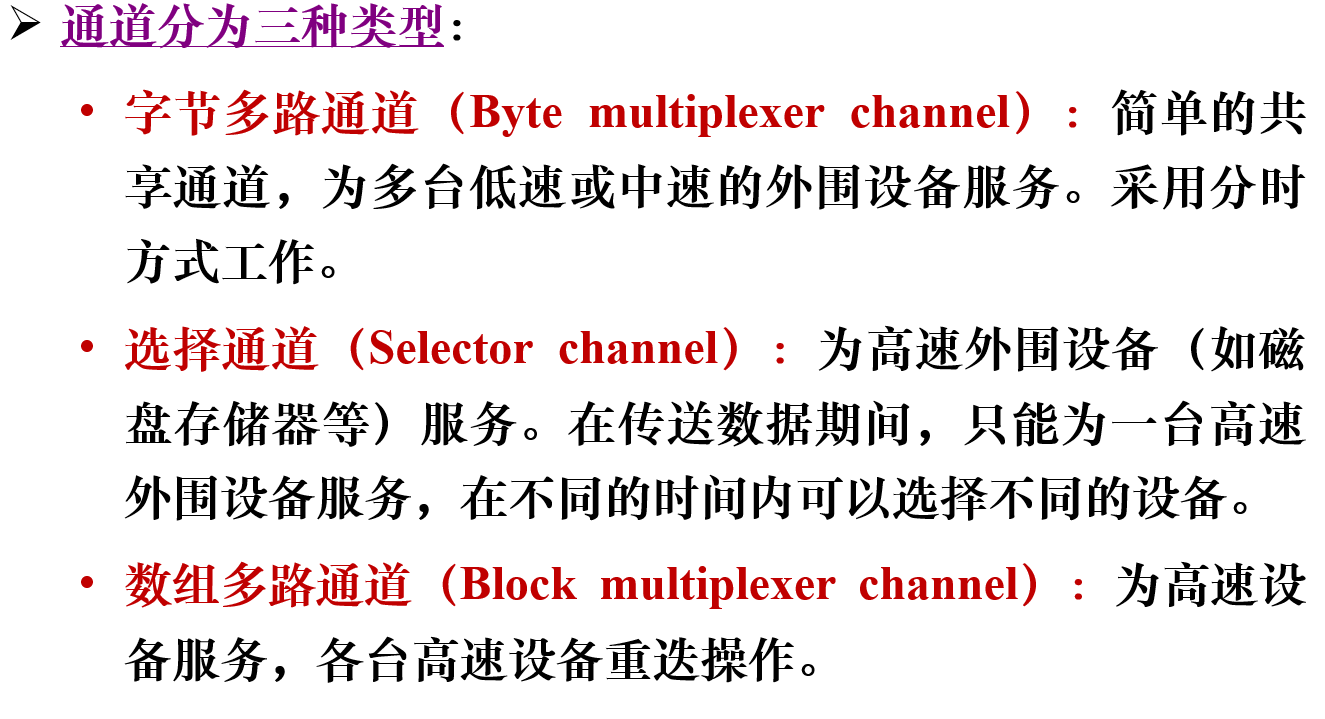 ➢ 通道分为三种类型：
• 字节多路通道（Byte multiplexer channel）：简单的共
享通道，为多台低速或中速的外围设备服务。采用分时
方式工作。
• 选择通道（Selector channel）：为高速外围设备（如磁
盘存储器等）服务。在传送数据期间，只能为一台高速
外围设备服务，在不同的时间内可以选择不同的设备。
• 数组多路通道（Block multiplexer channel）：为高速设
备服务，各台高速设备重迭操作。